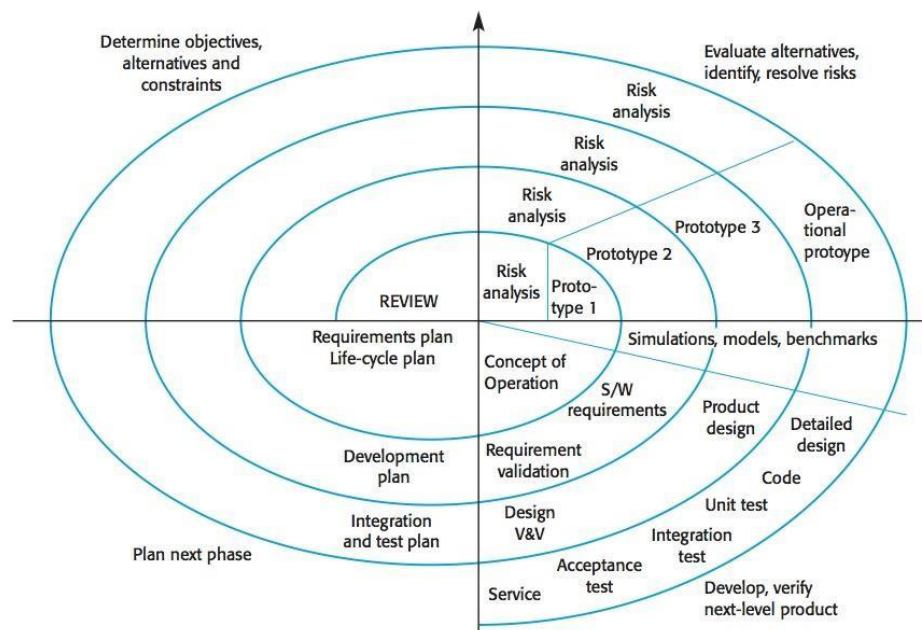 Determine objectives,
alternatives and
constraints
Evaluate alternatives,
identify, resolve risks
Risk
analysis
Risk
analysis
Risk
analysis
Risk
analysis
Proto-
type 1
Prototype 2
Prototype 3
Opera-
tional
protoype
REVIEW
Requirements plan
Life-cycle plan
Concept of
Operation
Simulations, models, benchmarks
S/W
requirements
Product
design
Detailed
design
Development
plan
Requirement
validation
Code
Unit test
Integration
and test plan
Design
V&V
Integration
test
Acceptance
test
Service
Plan next phase
Develop, verify
next-level product